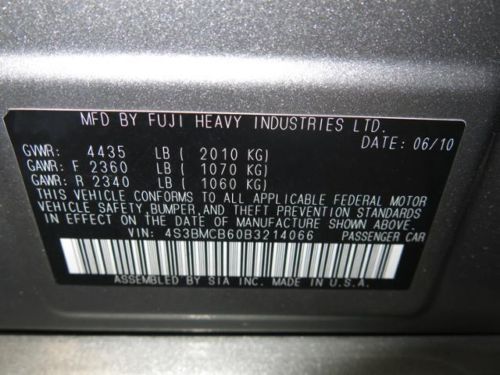 MFD BY FUJI HEAVY INDUSTRIES LTD.
DATE: 06/10
GVWR: 4435 LB ( 2010 KG)
GAWR: F 2360 LB ( 1070 KG)
GAWR: R 2340 LB ( 1060 KG)
THIS VEHICLE CONFORMS TO ALL APPLICABLE FEDERAL MOTOR
VEHICLE SAFETY, BUMPER, AND THEFT PREVENTION STANDARDS
IN EFFECT ON THE DATE OF MANUFACTURE SHOWN ABOVE.
VIN: 4S3BMCB60B3214066 PASSENGER CAR
ASSEMBLED BY SIA INC. MADE IN U.S.A.